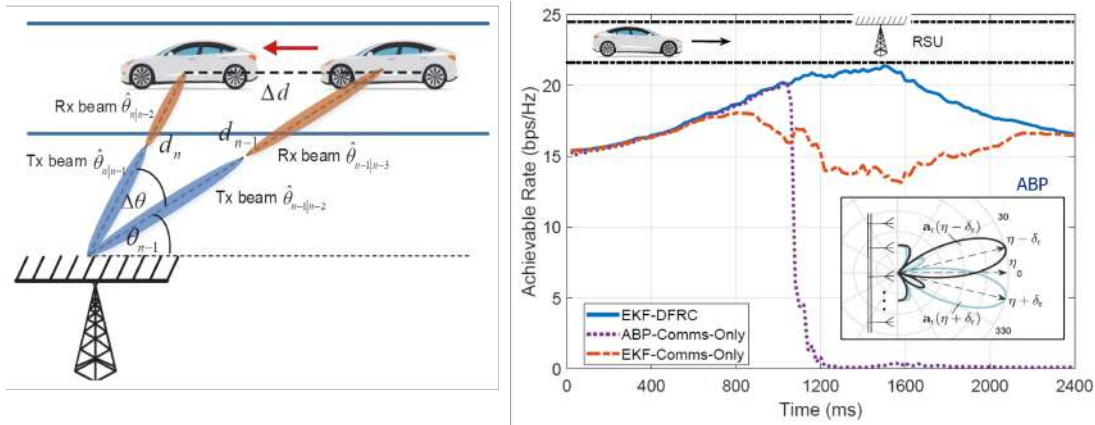 Δd
Rx beam θ̂n|n−2
dn
dn−1
Rx beam θ̂n−1|n−3
Tx beam θ̂n|n−1
Tx beam θ̂n−1|n−2
Δθ
θn−1
Achievable Rate (bps/Hz)
25
20
15
10
5
0
RSU
ABP
30
ar(η − δr)
η − δr
η
0
η + δr
ar(η + δr)
330
EKF-DFRC
ABP-Comms-Only
EKF-Comms-Only
0 400 800 1200 1600 2000 2400
Time (ms)